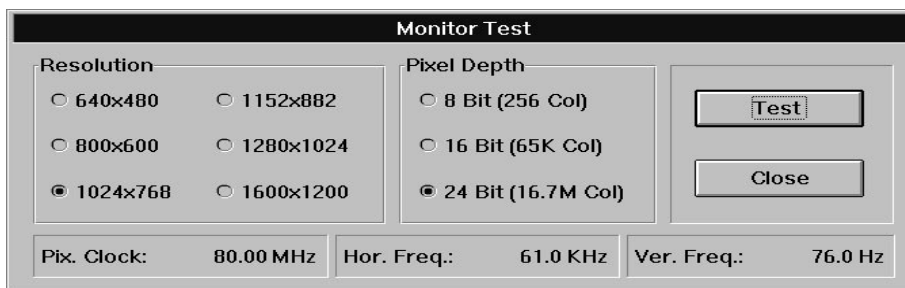 Monitor Test
Resolution
640x480
1152x882
800x600
1280x1024
1024x768
1600x1200
Pixel Depth
8 Bit (256 Col)
16 Bit (65K Col)
24 Bit (16.7M Col)
Test
Close
Pix. Clock: 80.00 MHz
Hor. Freq.: 61.0 KHz
Ver. Freq.: 76.0 Hz